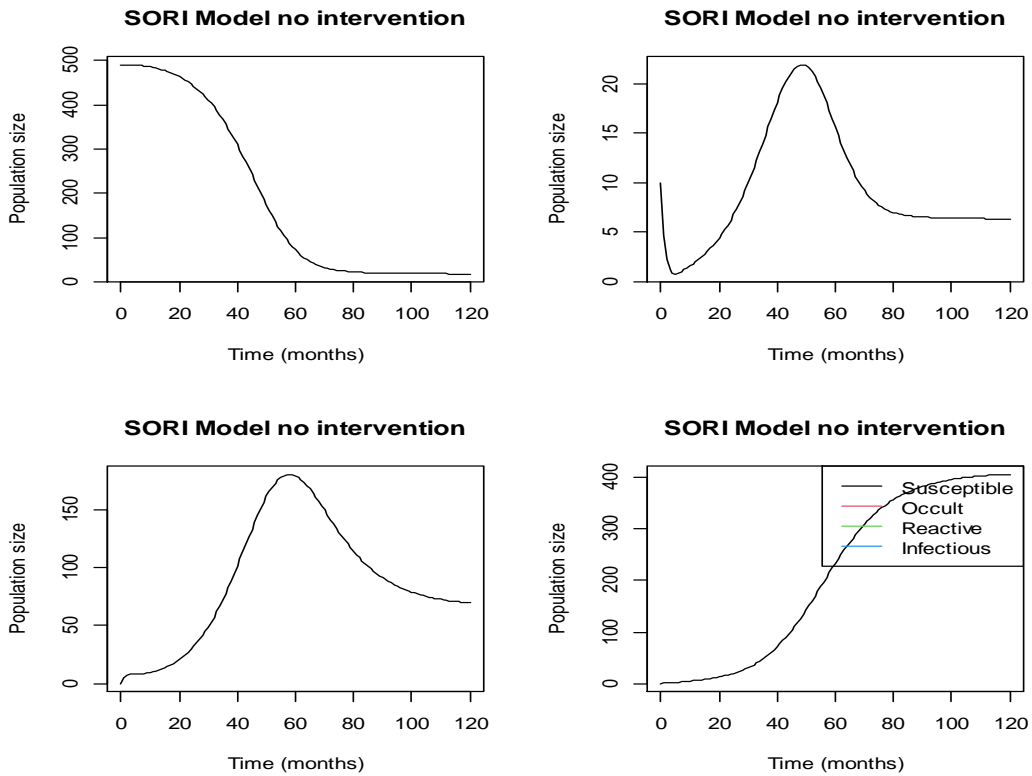 SORI Model no intervention
Population size
500
400
300
200
100
0
0 20 40 60 80 100 120
Time (months)
SORI Model no intervention
Population size
20
15
10
5
0
0 20 40 60 80 100 120
Time (months)
SORI Model no intervention
Population size
150
100
50
0
0 20 40 60 80 100 120
Time (months)
SORI Model no intervention
Population size
400
300
200
100
0
Susceptible
Occult
Reactive
Infectious
0 20 40 60 80 100 120
Time (months)